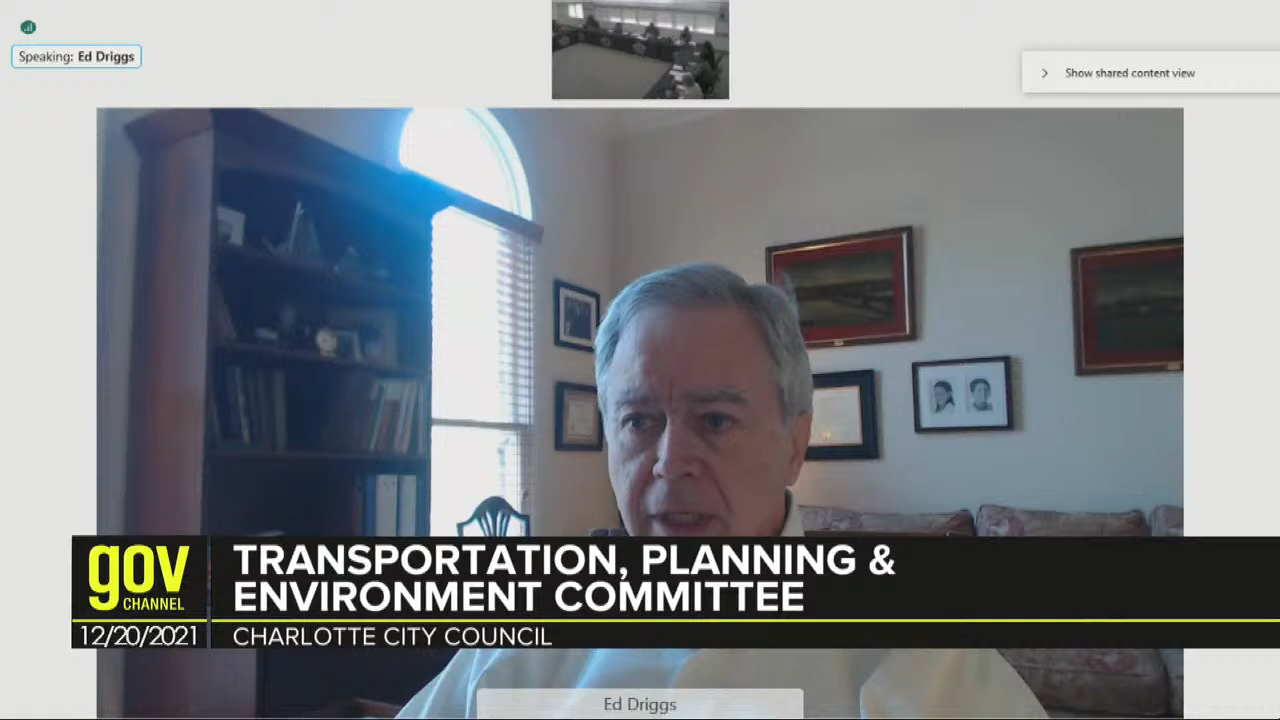 Speaking: Ed Driggs
Show shared content view
gov
CHANNEL
TRANSPORTATION, PLANNING &
ENVIRONMENT COMMITTEE
12/20/2021
CHARLOTTE CITY COUNCIL
Ed Driggs